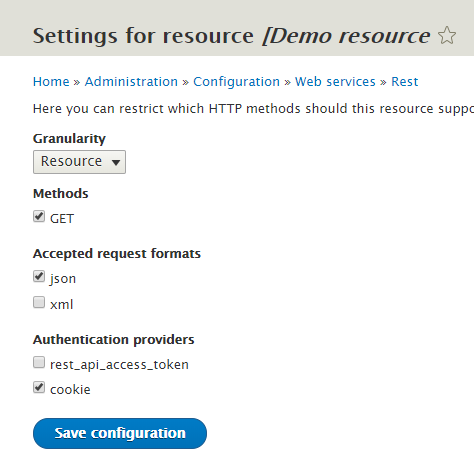 Settings for resource [Demo resource
Home » Administration » Configuration » Web services » Rest
Here you can restrict which HTTP methods should this resource suppo
Granularity
Resource
Methods
GET
Accepted request formats
json
xml
Authentication providers
rest_api_access_token
cookie
Save configuration